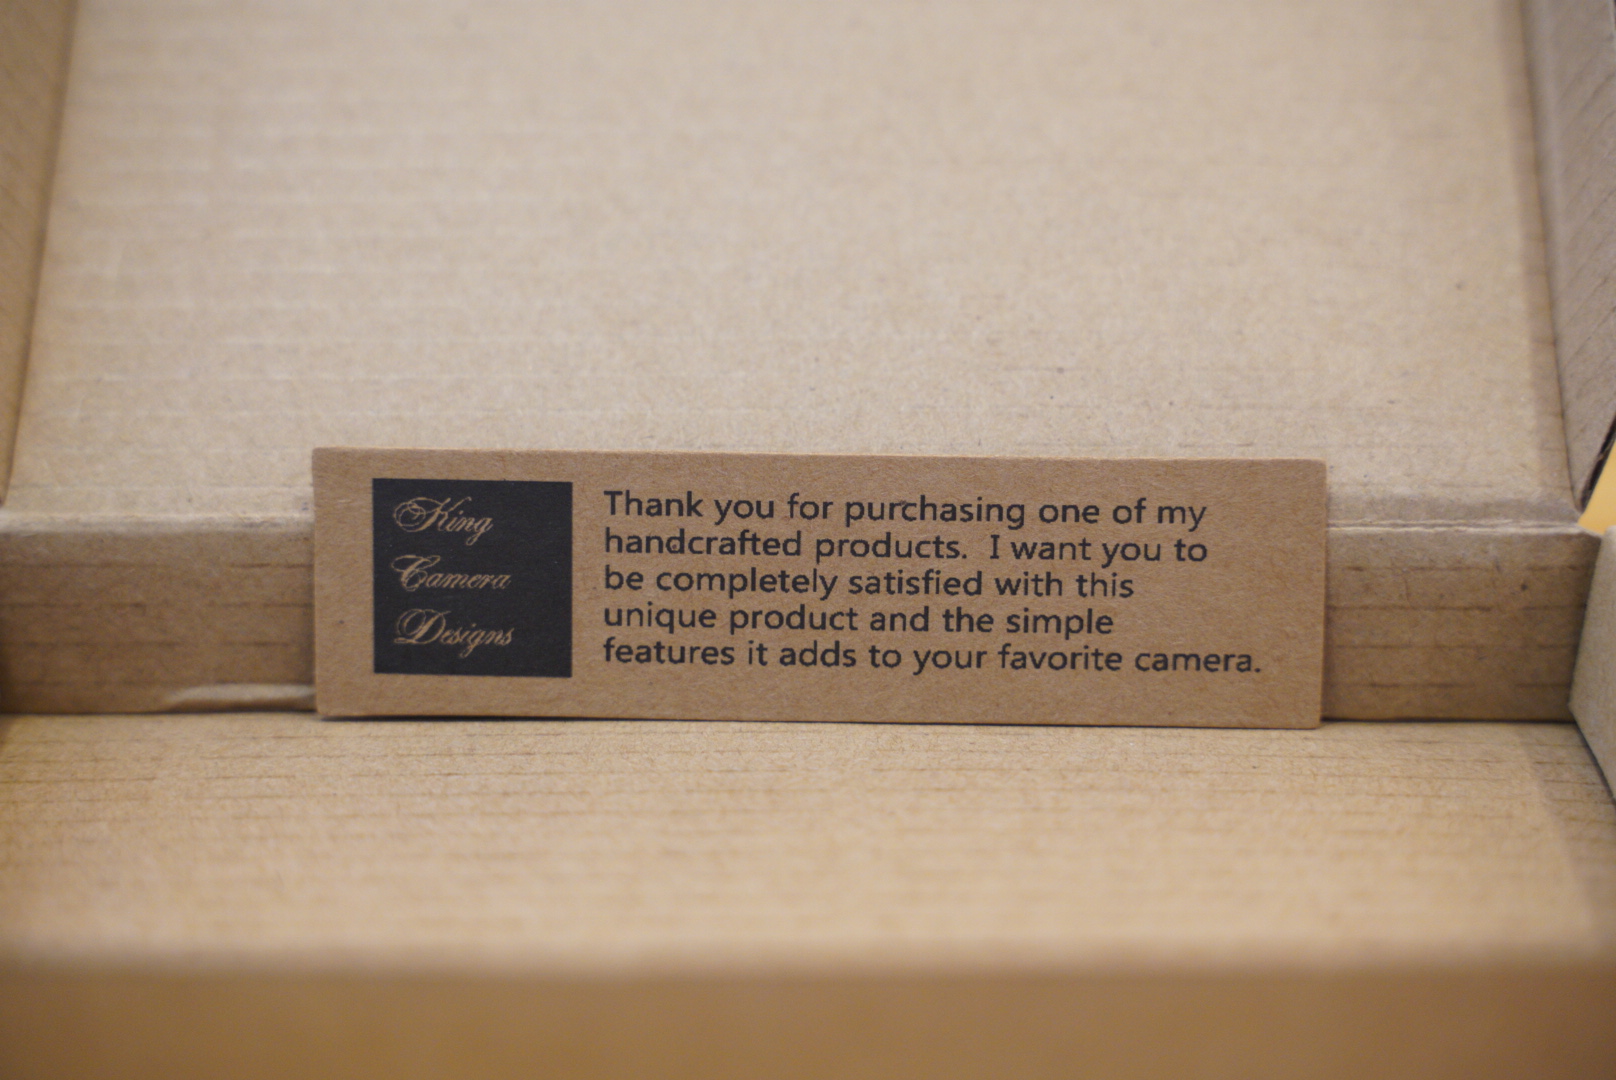 King
Camera
Designs
Thank you for purchasing one of my
handcrafted products.  I want you to
be completely satisfied with this
unique product and the simple
features it adds to your favorite camera.